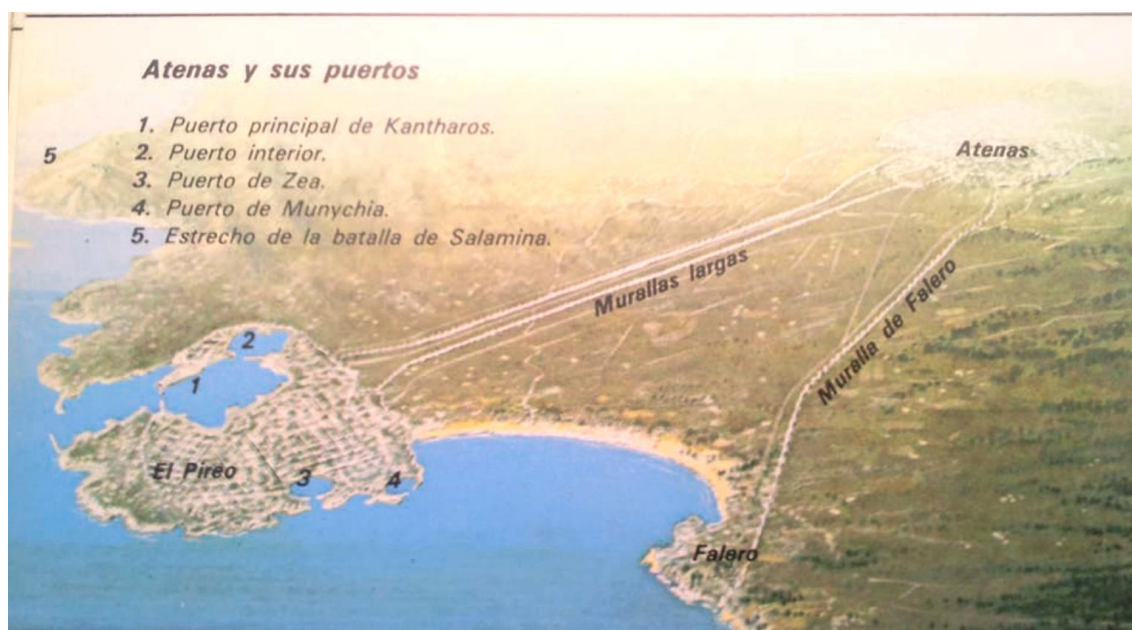 Atenas y sus puertos
1. Puerto principal de Kantharos.
2. Puerto interior.
3. Puerto de Zea.
4. Puerto de Munychia.
5. Estrecho de la batalla de Salamina.
5
Atenas
Murallas largas
Muralla de Falero
2
1
El Pireo
3
4
Falero